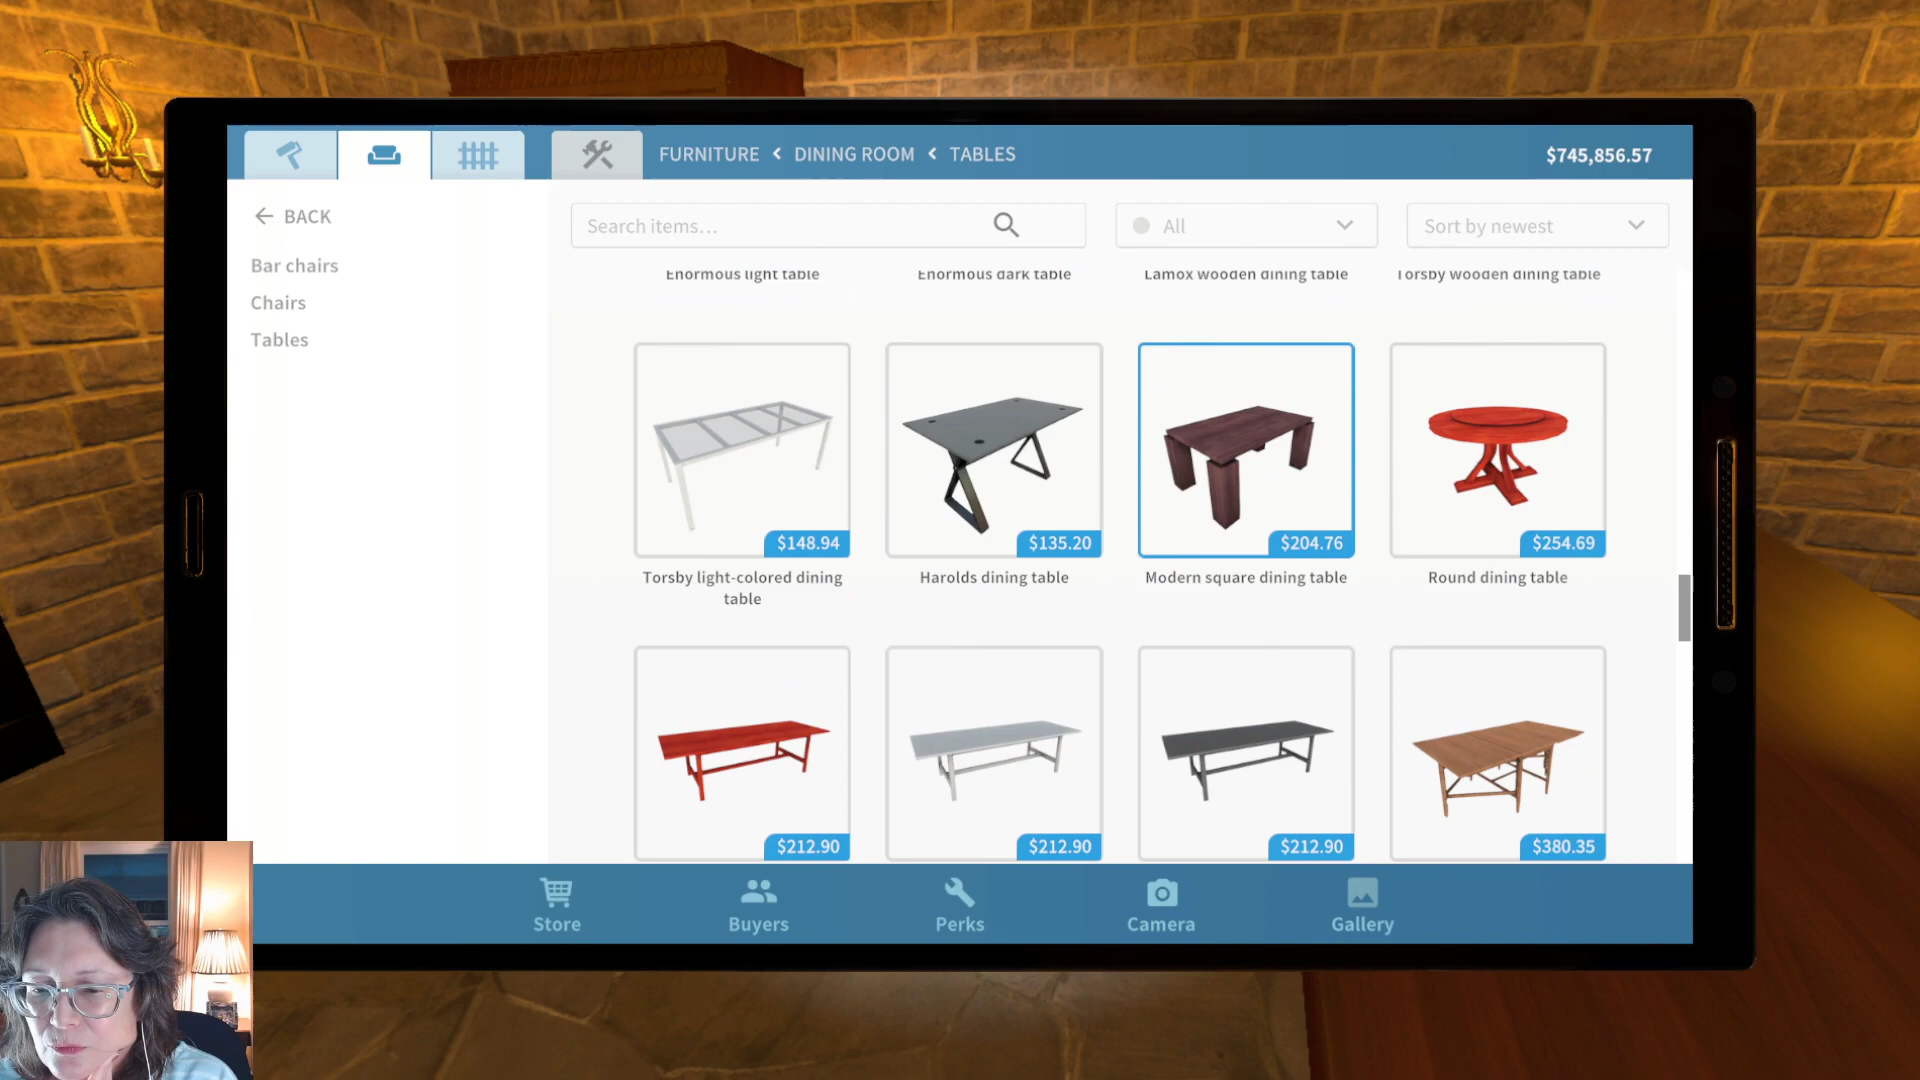 FURNITURE < DINING ROOM < TABLES
$745,856.57
BACK
Bar chairs
Chairs
Tables
Search items...
All
Sort by newest
Enormous light table
Enormous dark table
Lamox wooden dining table
Torsby wooden dining table
$148.94
$135.20
$204.76
$254.69
Torsby light-colored dining
table
Harolds dining table
Modern square dining table
Round dining table
$212.90
$212.90
$212.90
$380.35
Store
Buyers
Perks
Camera
Gallery